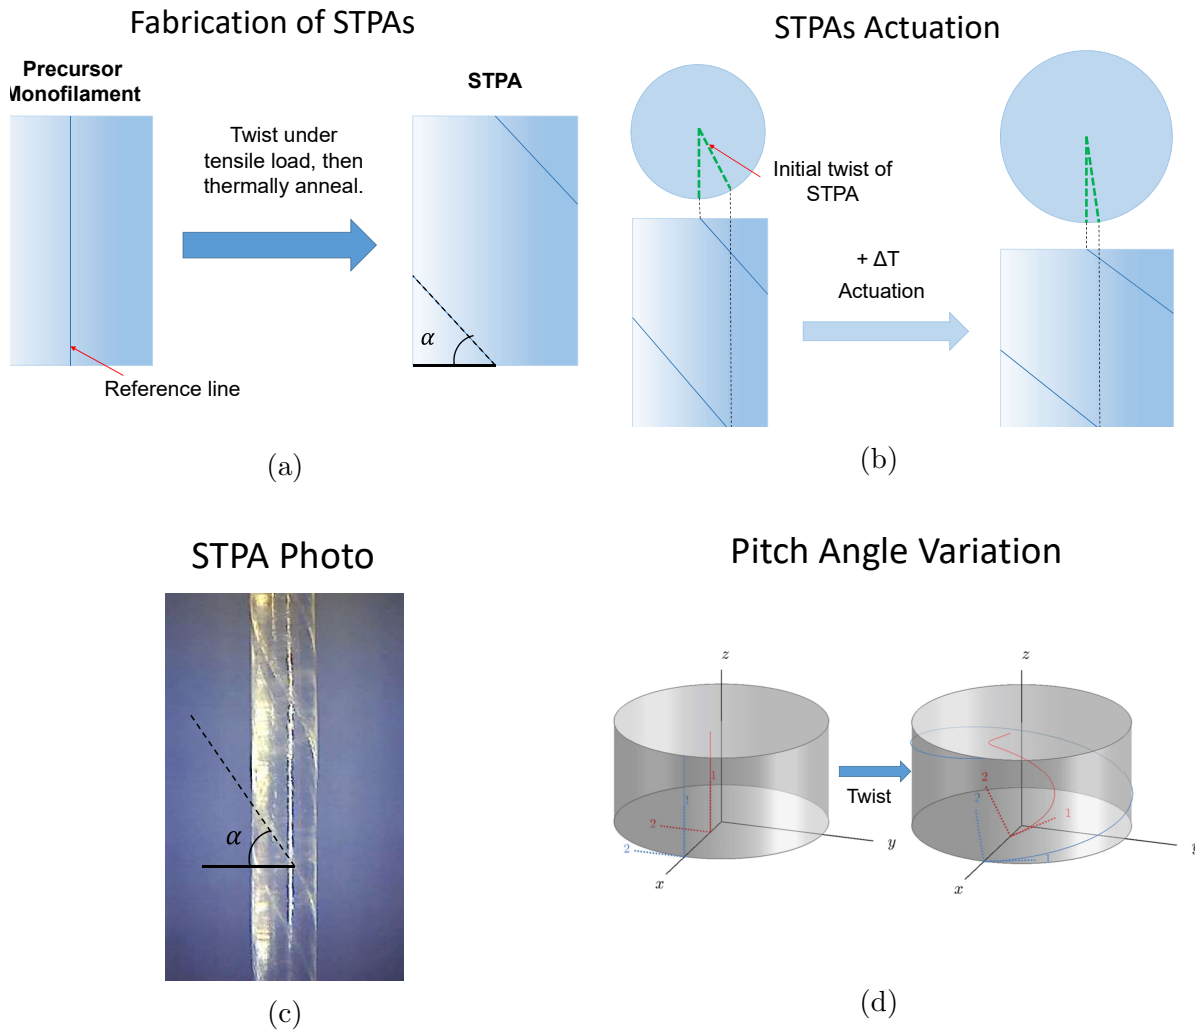 Fabrication of STPAs
Precursor
Monofilament
STPA
Twist under
tensile load, then
thermally anneal.
α
Reference line
(a)
STPAs Actuation
Initial twist of
STPA
+ ΔT
Actuation
(b)
STPA Photo
α
(c)
Pitch Angle Variation
z
1
1
2
2
x
y
Twist
z
2
2
1
1
x
y
(d)